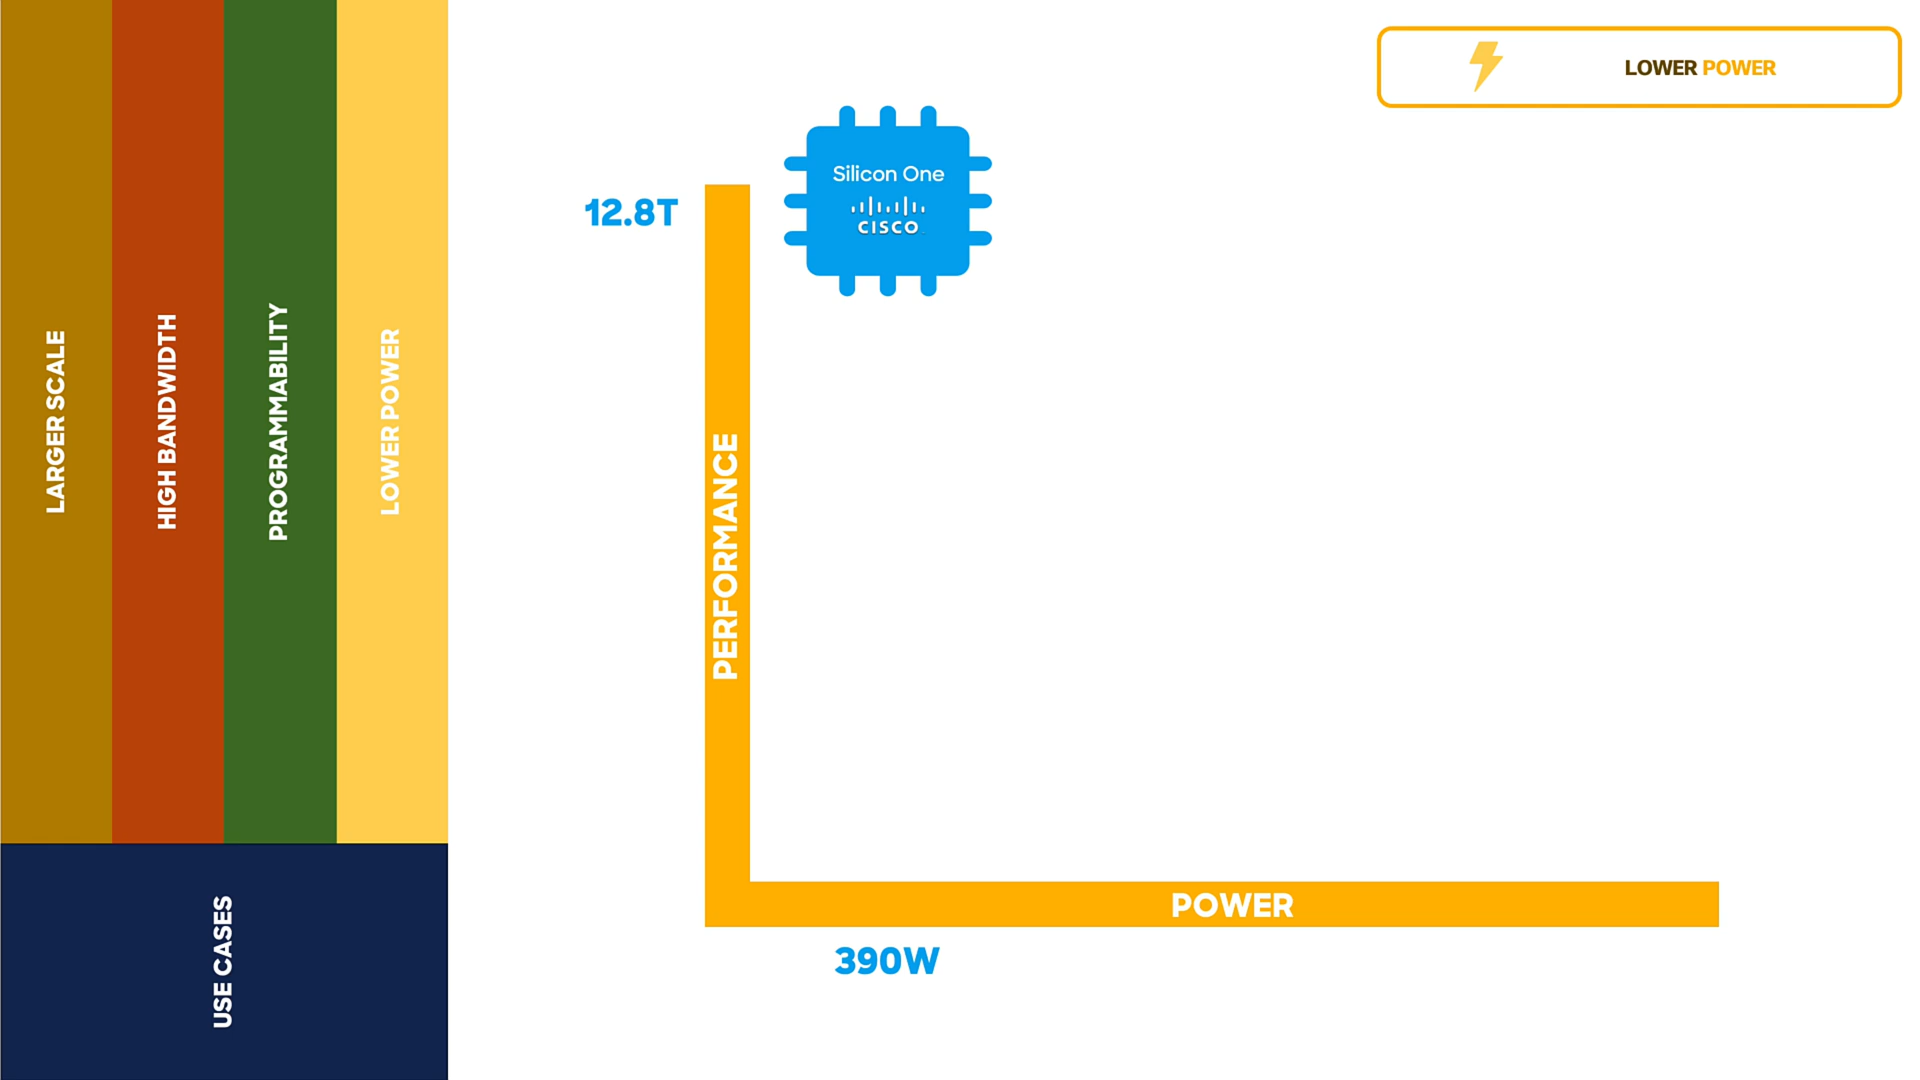 LARGER SCALE
HIGH BANDWIDTH
PROGRAMMABILITY
LOWER POWER
USE CASES
LOWER POWER
Silicon One
CISCO
12.8T
PERFORMANCE
POWER
390W